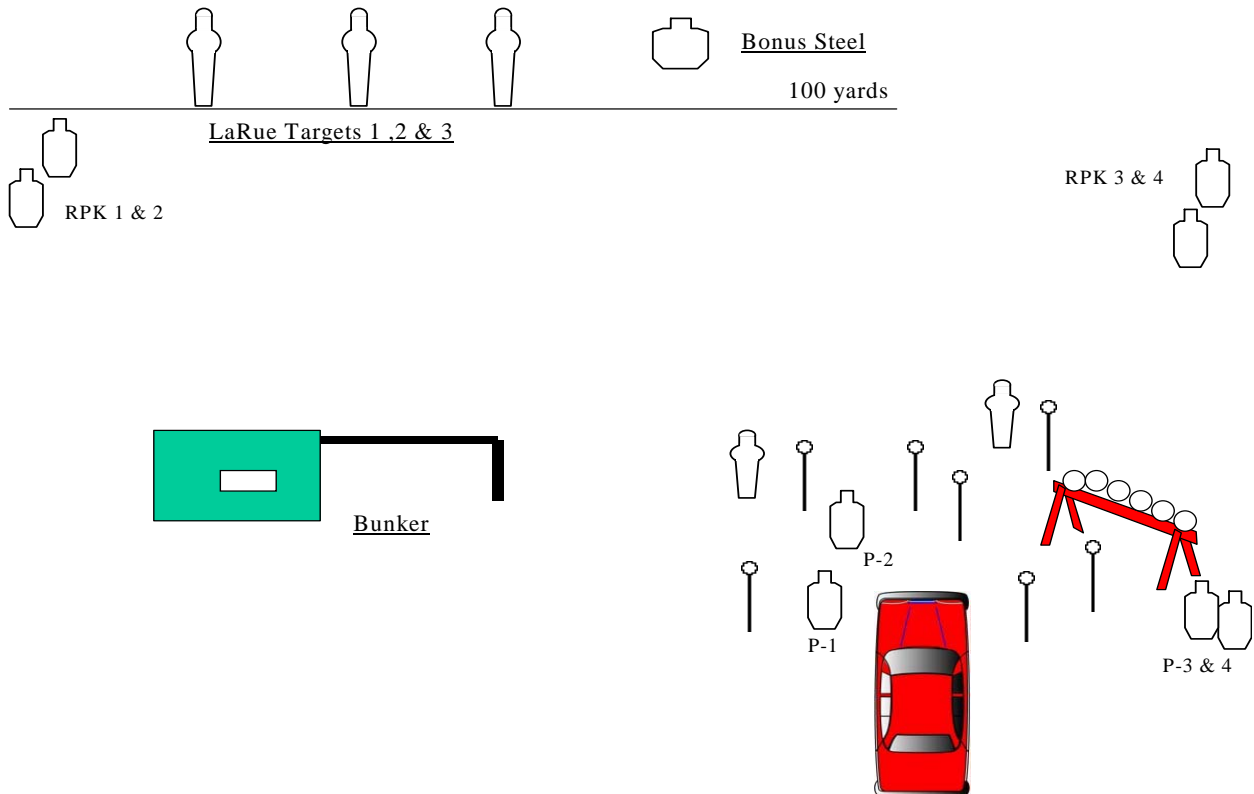 Bonus Steel
100 yards
LaRue Targets 1 ,2 & 3
RPK 3 & 4
RPK 1 & 2
Bunker
P-2
P-1
P-3 & 4